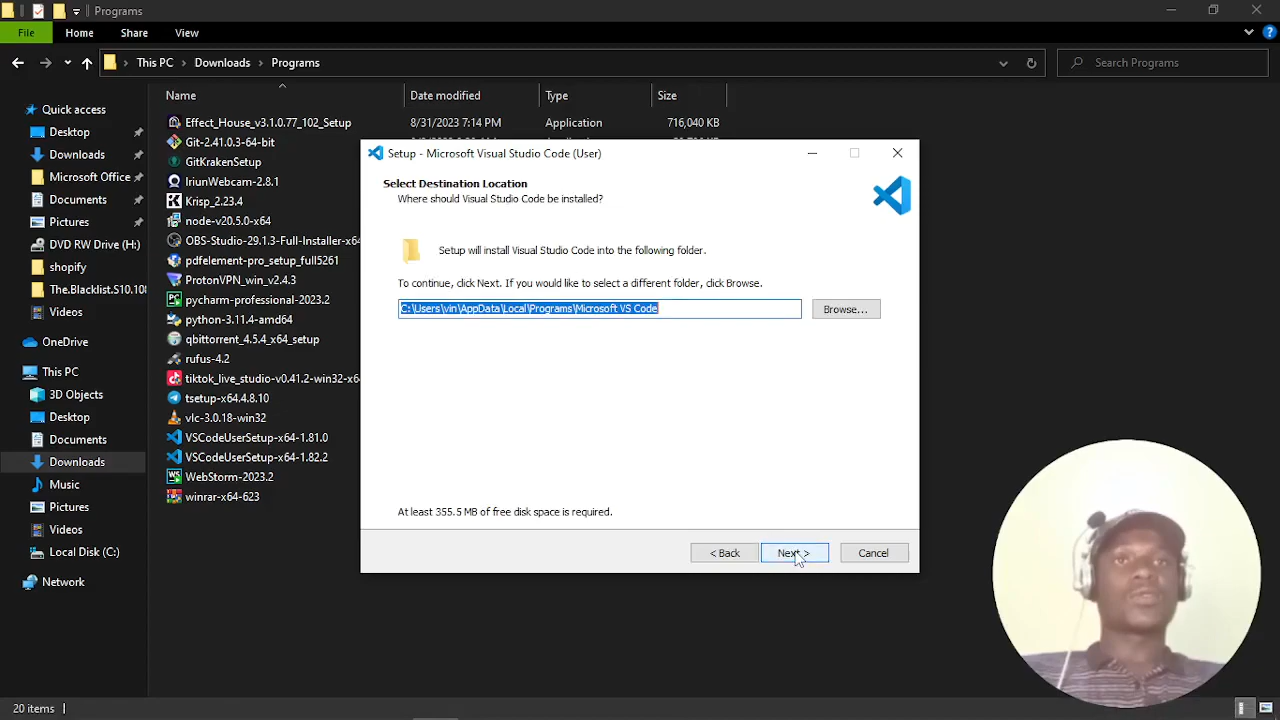 Programs
File
Home
Share
View
This PC
Downloads
Programs
Search Programs
Name
Date modified
Type
Size
Quick access
Desktop
Downloads
Microsoft Office
Documents
Pictures
DVD RW Drive (H:)
shopify
The.Blacklist.S10.108
Videos
OneDrive
This PC
3D Objects
Desktop
Documents
Downloads
Music
Pictures
Videos
Local Disk (C:)
Network
Effect_House_v3.1.0.77_102_Setup
8/31/2023 7:14 PM
Application
716,040 KB
Git-2.41.0.3-64-bit
GitKrakenSetup
IriunWebcam-2.8.1
Krisp_2.23.4
node-v20.5.0-x64
OBS-Studio-29.1.3-Full-Installer-x64
pdfelement-pro_setup_full5261
ProtonVPN_win_v2.4.3
pycharm-professional-2023.2
python-3.11.4-amd64
qbittorrent_4.5.4_x64_setup
rufus-4.2
tiktok_live_studio-v0.41.2-win32-x6
tsetup-x64.4.8.10
vlc-3.0.18-win32
VSCodeUserSetup-x64-1.81.0
VSCodeUserSetup-x64-1.82.2
WebStorm-2023.2
winrar-x64-623
Setup - Microsoft Visual Studio Code (User)
Select Destination Location
Where should Visual Studio Code be installed?
Setup will install Visual Studio Code into the following folder.
To continue, click Next. If you would like to select a different folder, click Browse.
C:\Users\vin\AppData\Local\Programs\Microsoft VS Code
Browse...
At least 355.5 MB of free disk space is required.
< Back
Next >
Cancel
20 items